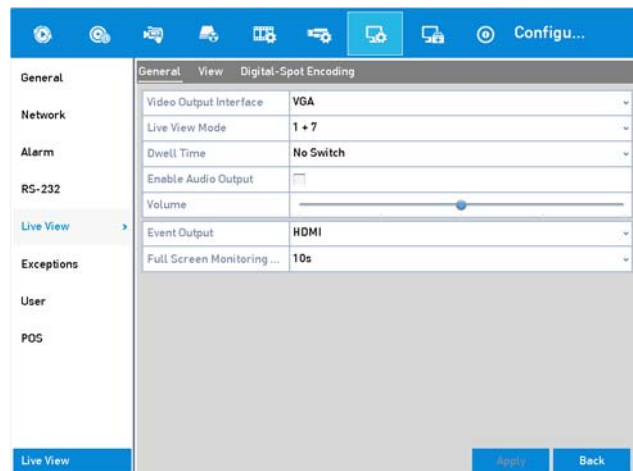 Configu...
General
Network
Alarm
RS-232
Live View >
Exceptions
User
POS
Live View
General View Digital-Spot Encoding
Video Output Interface VGA
Live View Mode 1 + 7
Dwell Time No Switch
Enable Audio Output
Volume
Event Output HDMI
Full Screen Monitoring ... 10s
Apply Back